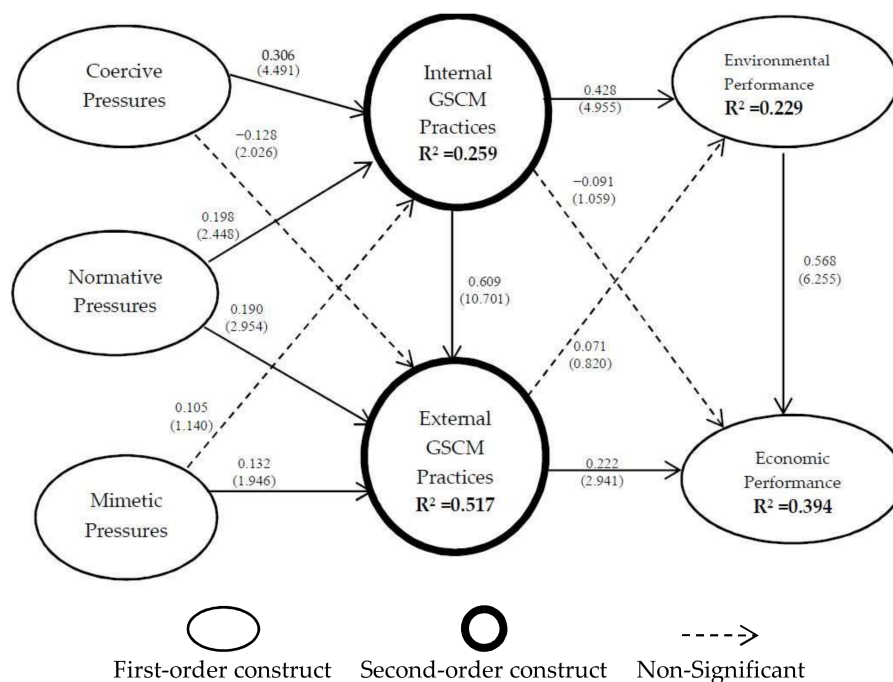 Coercive
Pressures
0.306
(4.491)
Internal
GSCM
Practices
R² =0.259
0.428
(4.955)
Environmental
Performance
R² =0.229
−0.128
(2.026)
−0.091
(1.059)
0.198
(2.448)
Normative
Pressures
0.190
(2.954)
0.609
(10.701)
0.568
(6.255)
0.071
(0.820)
0.105
(1.140)
External
GSCM
Practices
R² =0.517
0.132
(1.946)
0.222
(2.941)
Economic
Performance
R² =0.394
Mimetic
Pressures
First-order construct
Second-order construct
Non-Significant